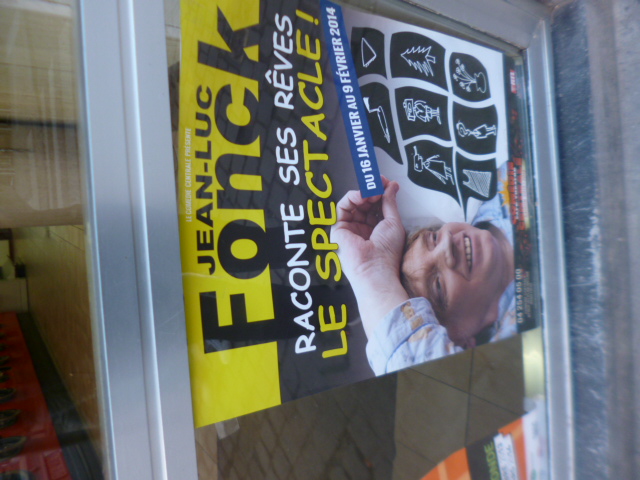 LA COMÉDIE CENTRALE PRÉSENTE
JEAN-LUC
Fonck
RACONTE SES RÊVES
LE SPECTACLE!
DU 16 JANVIER AU 9 FÉVRIER 2014